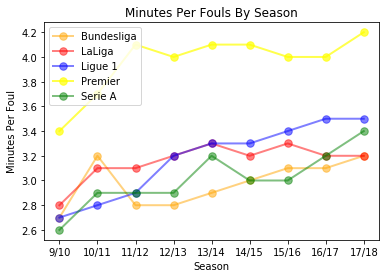 Minutes Per Fouls By Season
Bundesliga
LaLiga
Ligue 1
Premier
Serie A
Minutes Per Foul
4.2
4.0
3.8
3.6
3.4
3.2
3.0
2.8
2.6
9/10
10/11
11/12
12/13
13/14
14/15
15/16
16/17
17/18
Season